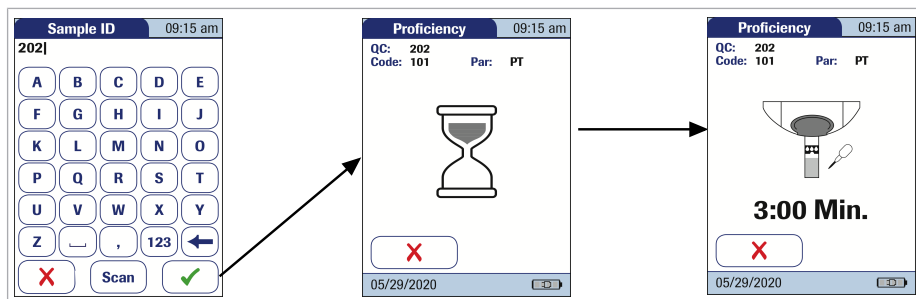 Sample ID 09:15 am
202
A B C D E
F G H I J
K L M N O
P Q R S T
U V W X Y
Z , 123
Scan
Proficiency 09:15 am
QC: 202
Code: 101 Par: PT
05/29/2020
Proficiency 09:15 am
QC: 202
Code: 101 Par: PT
3:00 Min.
05/29/2020